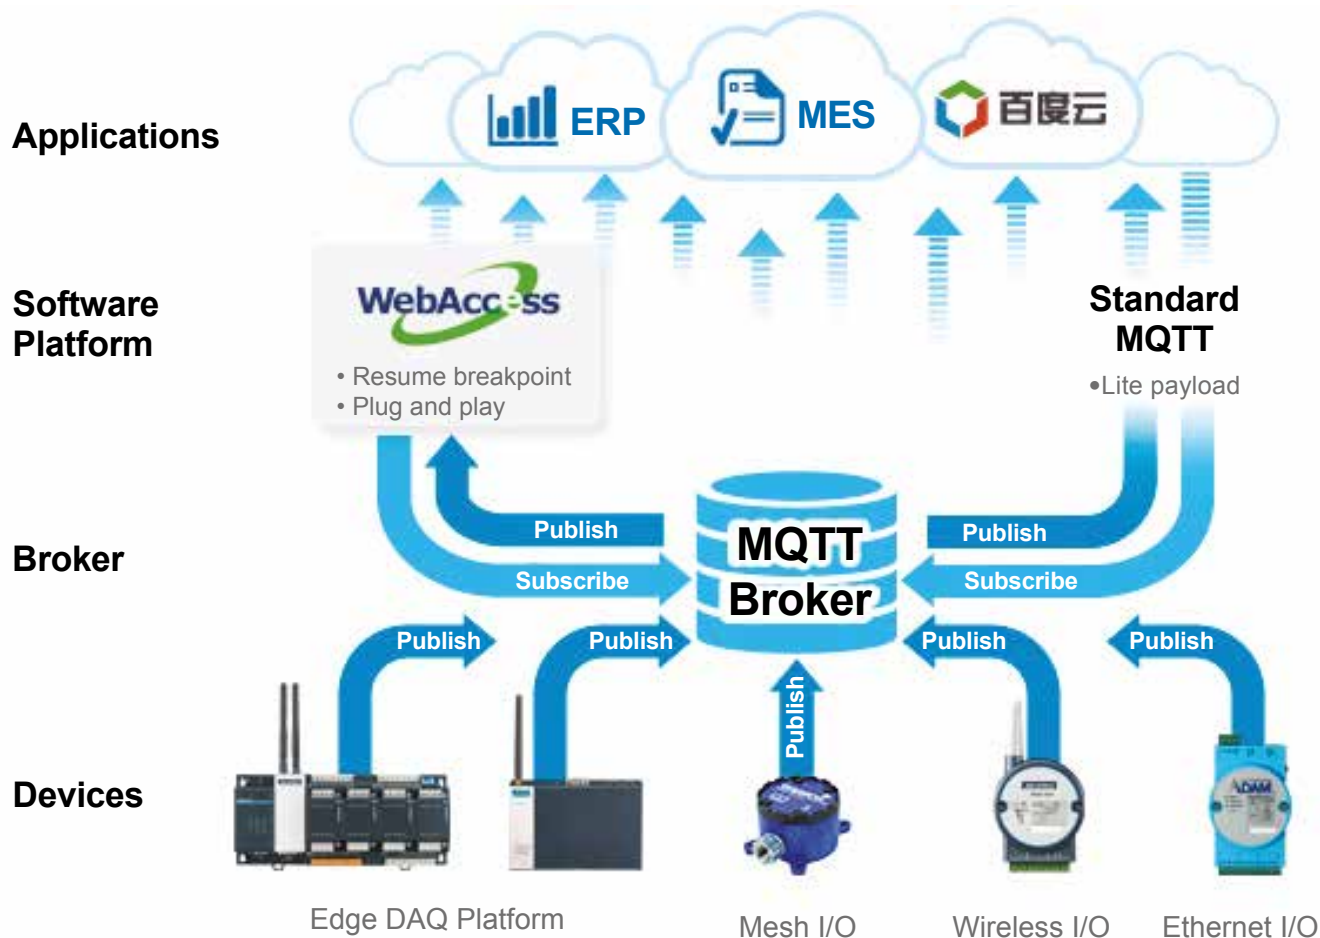 Applications
ERP
MES
百度云
Software
Platform
WebAccess
• Resume breakpoint
• Plug and play
Standard
MQTT
•Lite payload
Broker
Publish
Subscribe
MQTT
Broker
Publish
Subscribe
Publish
Publish
Publish
Publish
Publish
Devices
ADAM
Edge DAQ Platform
Mesh I/O
Wireless I/O
Ethernet I/O